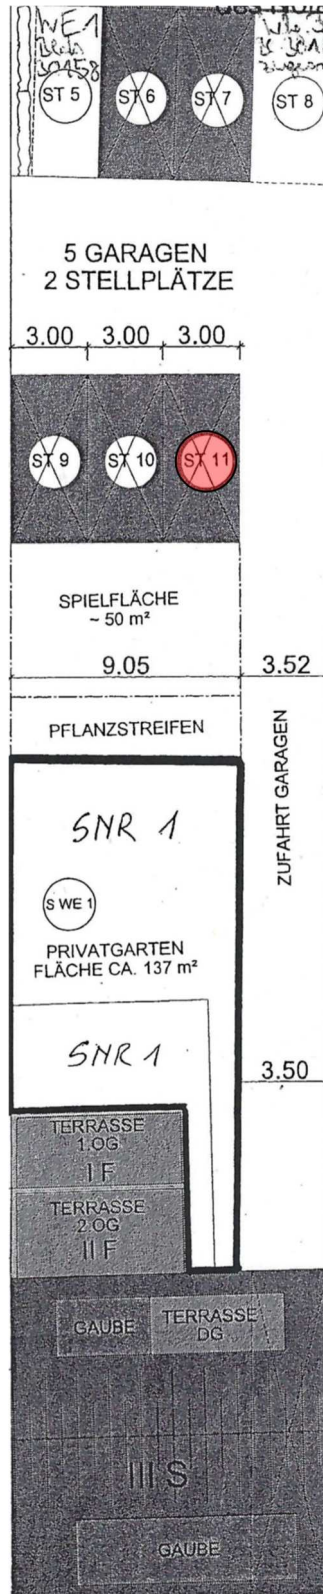 WE 1
30158
ST 5
ST 6
ST 7
ST 8
5 GARAGEN
2 STELLPLÄTZE
3.00 3.00 3.00
ST 9
ST 10
ST 11
SPIELFLÄCHE
~ 50 m²
9.05 3.52
PFLANZSTREIFEN
ZUFAHRT GARAGEN
SNR 1
S WE 1
PRIVATGARTEN
FLÄCHE CA. 137 m²
SNR 1
3.50
TERRASSE
1.OG
I F
TERRASSE
2.OG
II F
GAUBE
TERRASSE
DG
III S
GAUBE